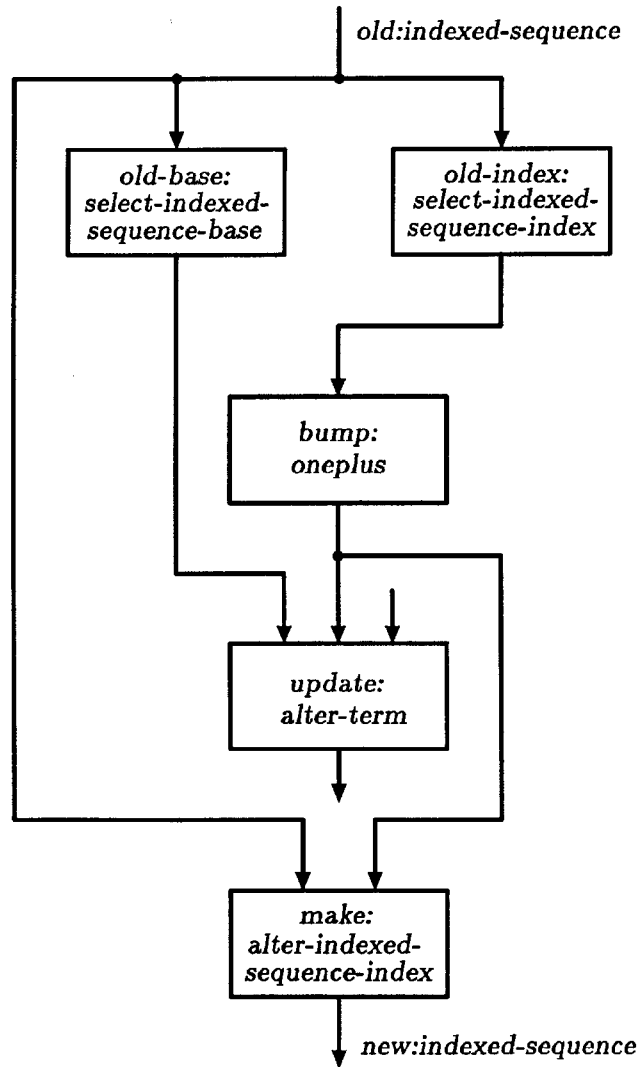 old:indexed-sequence
old-base:
select-indexed-
sequence-base
old-index:
select-indexed-
sequence-index
bump:
oneplus
update:
alter-term
make:
alter-indexed-
sequence-index
new:indexed-sequence